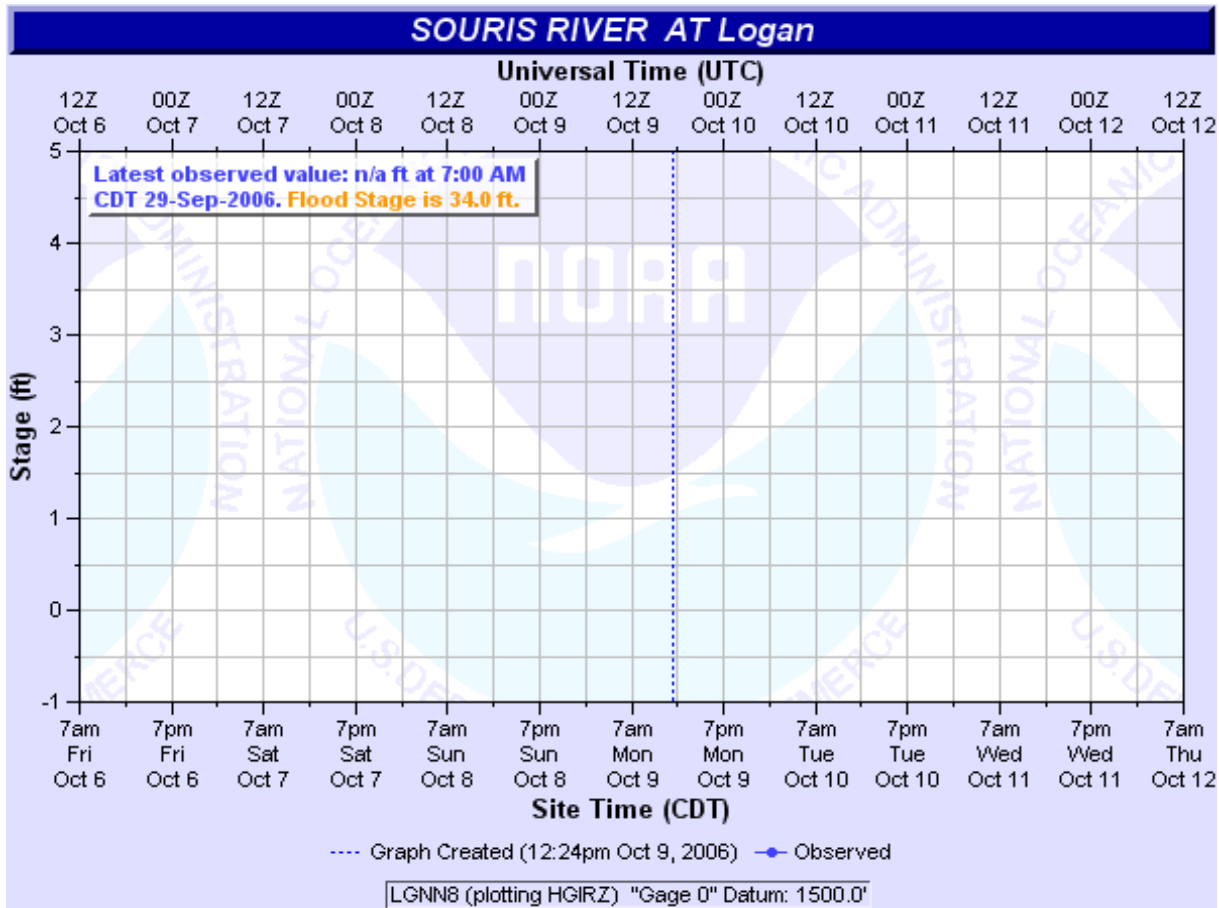 SOURIS RIVER AT Logan
Universal Time (UTC)
12Z 00Z 12Z 00Z 12Z 00Z 12Z 00Z 12Z 00Z 12Z 00Z 12Z
Oct 6 Oct 7 Oct 7 Oct 8 Oct 8 Oct 9 Oct 9 Oct 10 Oct 10 Oct 11 Oct 11 Oct 12 Oct 12
Latest observed value: n/a ft at 7:00 AM
CDT 29-Sep-2006. Flood Stage is 34.0 ft.
Stage (ft)
5
4
3
2
1
0
-1
NOAA
NATIONAL OCEANIC
IC ADMINISTRATION
U.S.DE
MERCE
7am 7pm 7am 7pm 7am 7pm 7am 7pm 7am 7pm 7am 7pm 7am
Fri Fri Sat Sat Sun Sun Mon Mon Tue Tue Wed Wed Thu
Oct 6 Oct 6 Oct 7 Oct 7 Oct 8 Oct 8 Oct 9 Oct 9 Oct 10 Oct 10 Oct 11 Oct 11 Oct 12
Site Time (CDT)
Graph Created (12:24pm Oct 9, 2006) Observed
LGNN8 (plotting HGIRZ) "Gage 0" Datum: 1500.0'